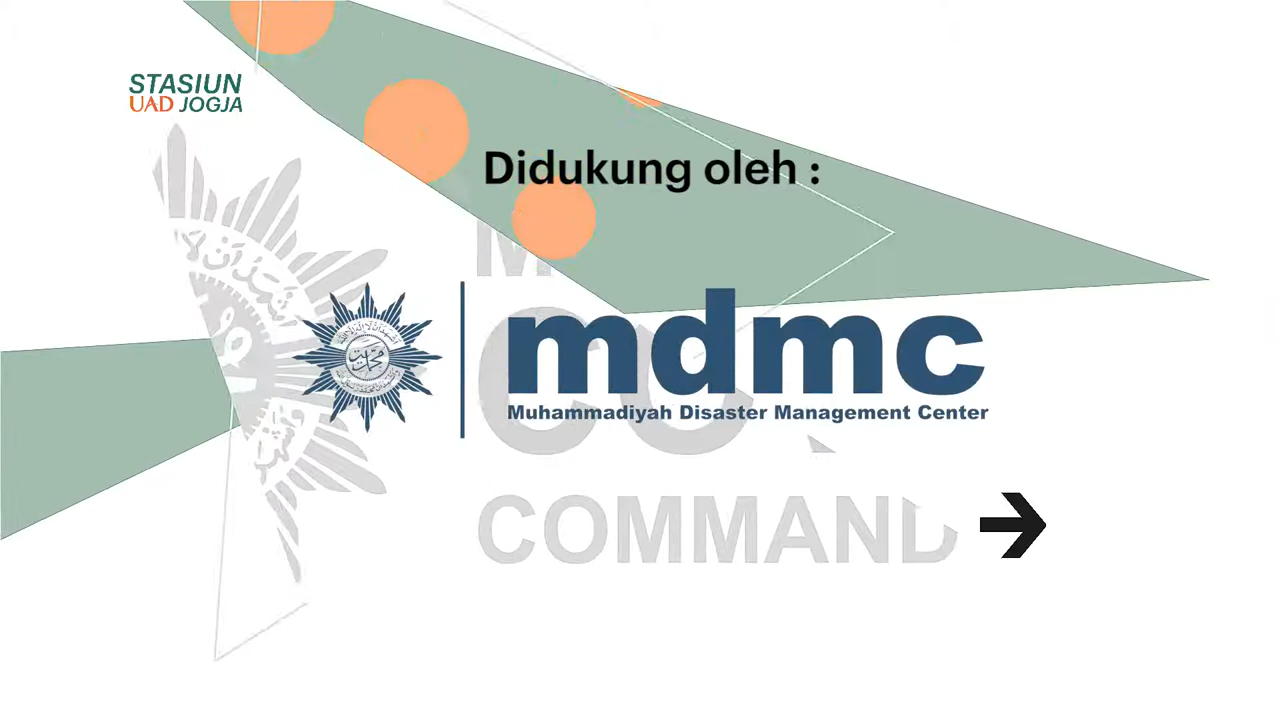 STASIUN
UAD JOGJA
Didukung oleh :
mdmc
Muhammadiyah Disaster Management Center
COMMAND